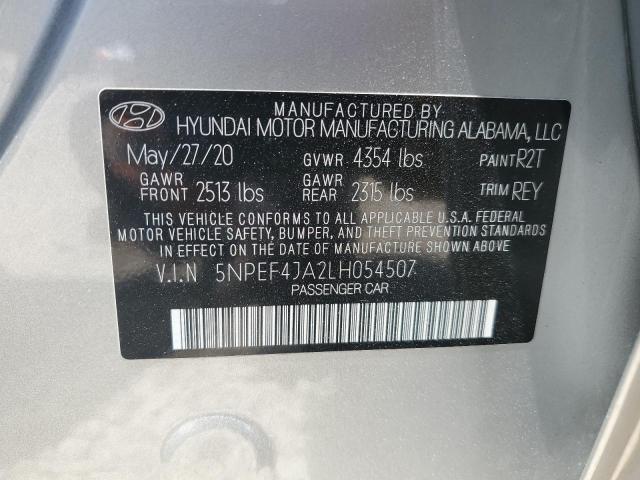 MANUFACTURED BY
HYUNDAI MOTOR MANUFACTURING ALABAMA, LLC
May/27/20 GVWR 4354 lbs PAINT R2T
GAWR FRONT 2513 lbs GAWR REAR 2315 lbs TRIM REY
THIS VEHICLE CONFORMS TO ALL APPLICABLE U.S.A. FEDERAL
MOTOR VEHICLE SAFETY, BUMPER, AND THEFT PREVENTION STANDARDS
IN EFFECT ON THE DATE OF MANUFACTURE SHOWN ABOVE.
V.I.N 5NPEF4JA2LH054507
PASSENGER CAR